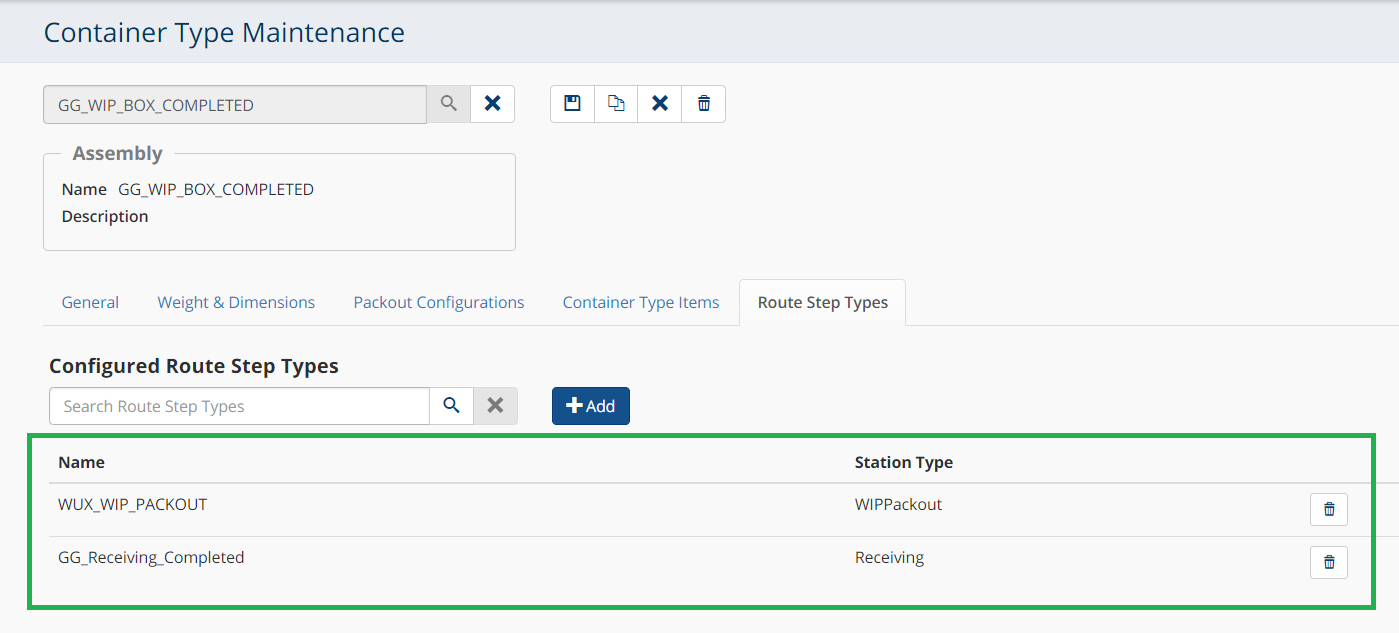 Container Type Maintenance
GG_WIP_BOX_COMPLETED
Assembly
Name GG_WIP_BOX_COMPLETED
Description
General Weight & Dimensions Packout Configurations Container Type Items Route Step Types
Configured Route Step Types
Search Route Step Types Add
Name Station Type
WUX_WIP_PACKOUT WIPPackout
GG_Receiving_Completed Receiving